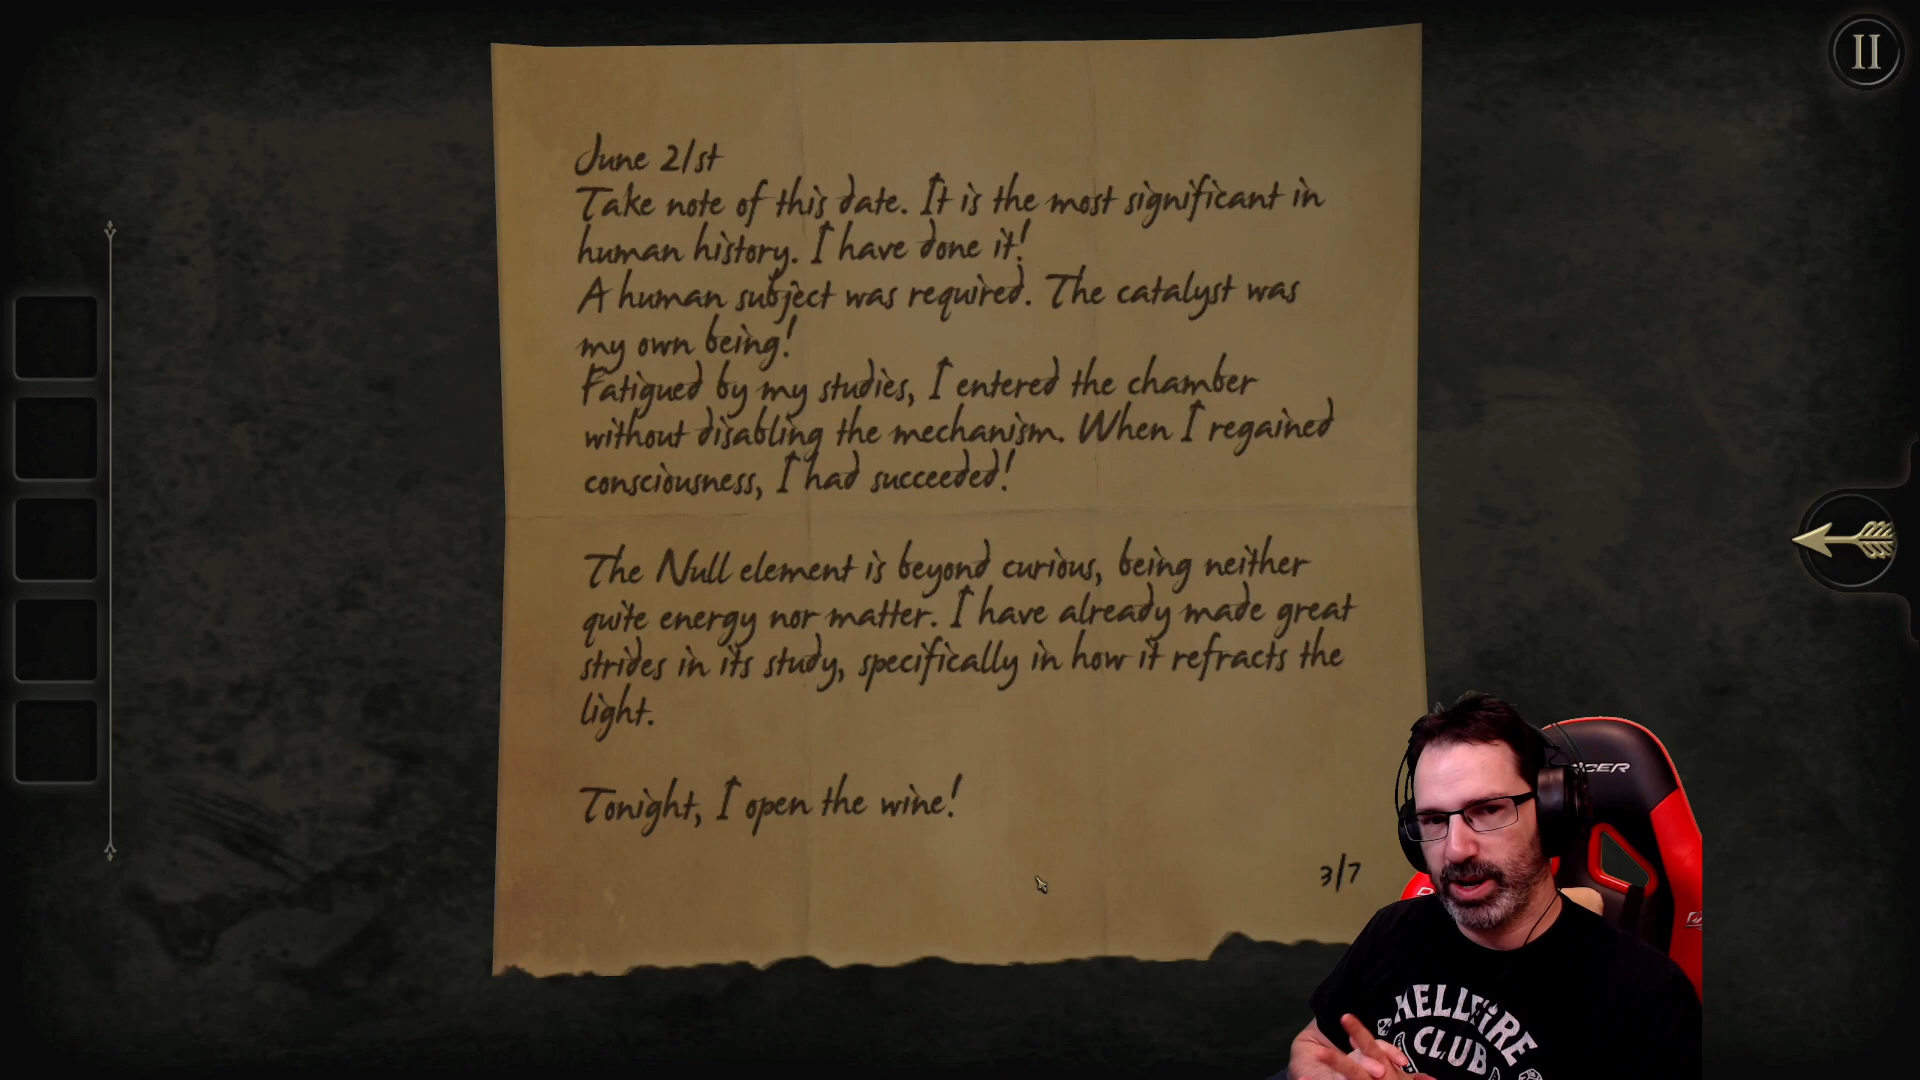 June 21st
Take note of this date. It is the most significant in
human history. I have done it!
A human subject was required. The catalyst was
my own being!
Fatigued by my studies, I entered the chamber
without disabling the mechanism. When I regained
consciousness, I had succeeded!
The Null element is beyond curious, being neither
quite energy nor matter. I have already made great
strides in its study, specifically in how it refracts the
light.
Tonight, I open the wine!
3/7
HELLFIRE
CLUB